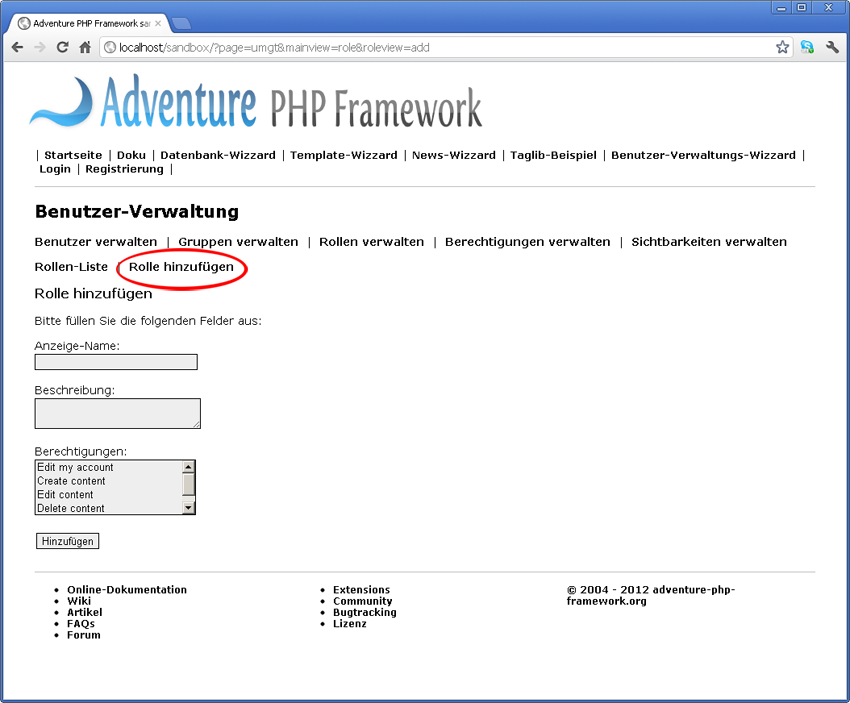 Adventure PHP Framework sar
localhost/sandbox/?page=umgt&mainview=role&roleview=add
Adventure PHP Framework
| Startseite | Doku | Datenbank-Wizzard | Template-Wizzard | News-Wizzard | Taglib-Beispiel | Benutzer-Verwaltungs-Wizzard |
Login | Registrierung |
Benutzer-Verwaltung
Benutzer verwalten | Gruppen verwalten | Rollen verwalten | Berechtigungen verwalten | Sichtbarkeiten verwalten
Rollen-Liste | Rolle hinzufügen
Rolle hinzufügen
Bitte füllen Sie die folgenden Felder aus:
Anzeige-Name:
Beschreibung:
Berechtigungen:
Edit my account
Create content
Edit content
Delete content
Hinzufügen
• Online-Dokumentation
• Wiki
• Artikel
• FAQs
• Forum
• Extensions
• Community
• Bugtracking
• Lizenz
© 2004 - 2012 adventure-php-
framework.org